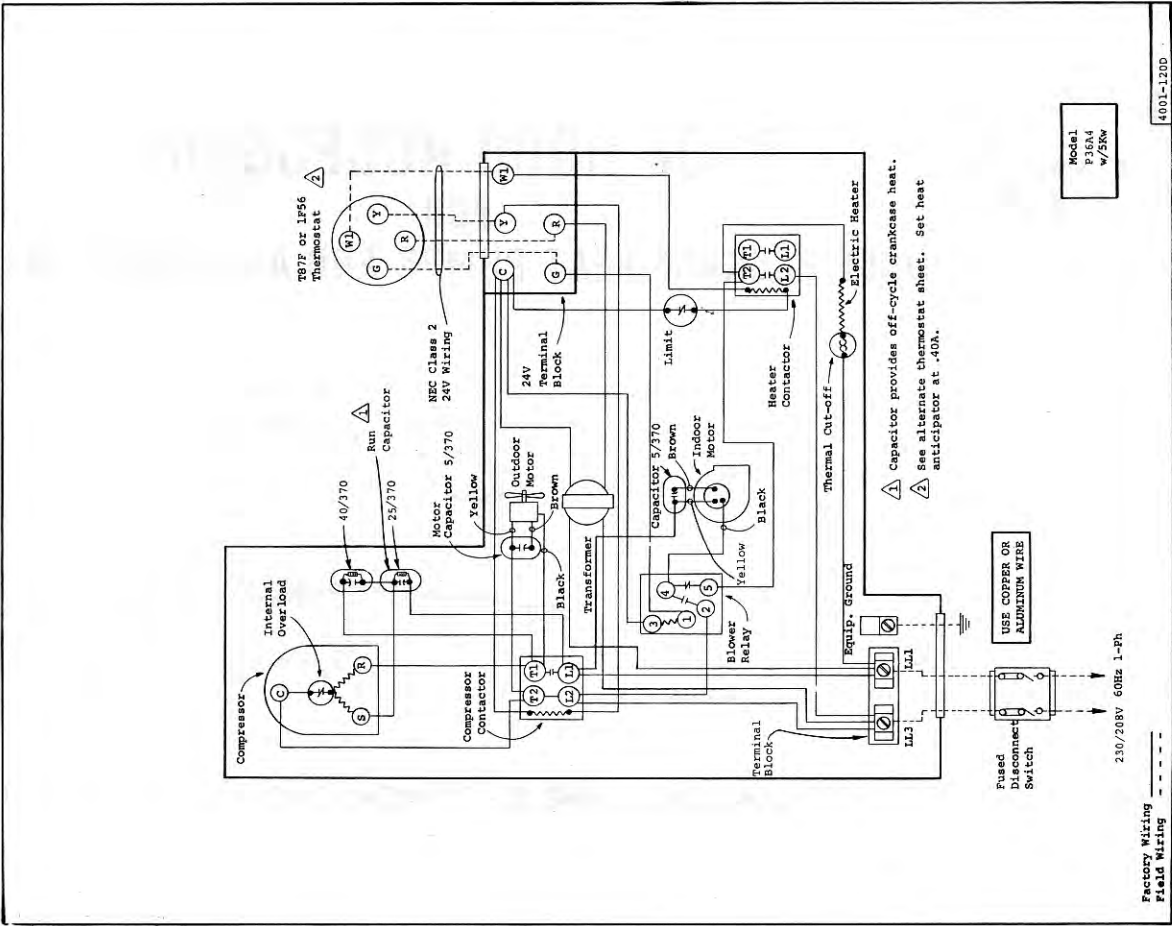 Compressor
Internal
Overload
C
S
R
40/370
25/370
Run
Capacitor
1
T87F or 1F56
Thermostat
2
G
W1
R
Y
NEC Class 2
24V Wiring
Motor
Capacitor 5/370
Yellow
Outdoor
Motor
Brown
Black
24V
Terminal
Block
C
Y
W1
G
R
Compressor
Contactor
T2
T1
L2
L1
Transformer
Limit
Capacitor 5/370
Brown
Indoor
Motor
Black
Yellow
Blower
Relay
3
1
4
2
5
Heater
Contactor
T2
T1
L2
L1
Thermal Cut-off
Electric Heater
Terminal
Block
LL3
LL1
Equip. Ground
1 Capacitor provides off-cycle crankcase heat.
2 See alternate thermostat sheet. Set heat
anticipator at .40A.
Fused
Disconnect
Switch
USE COPPER OR
ALUMINUM WIRE
230/208V 60Hz 1-Ph
Model
P36A4
W/5Kw
Factory Wiring
Field Wiring
4001-120D